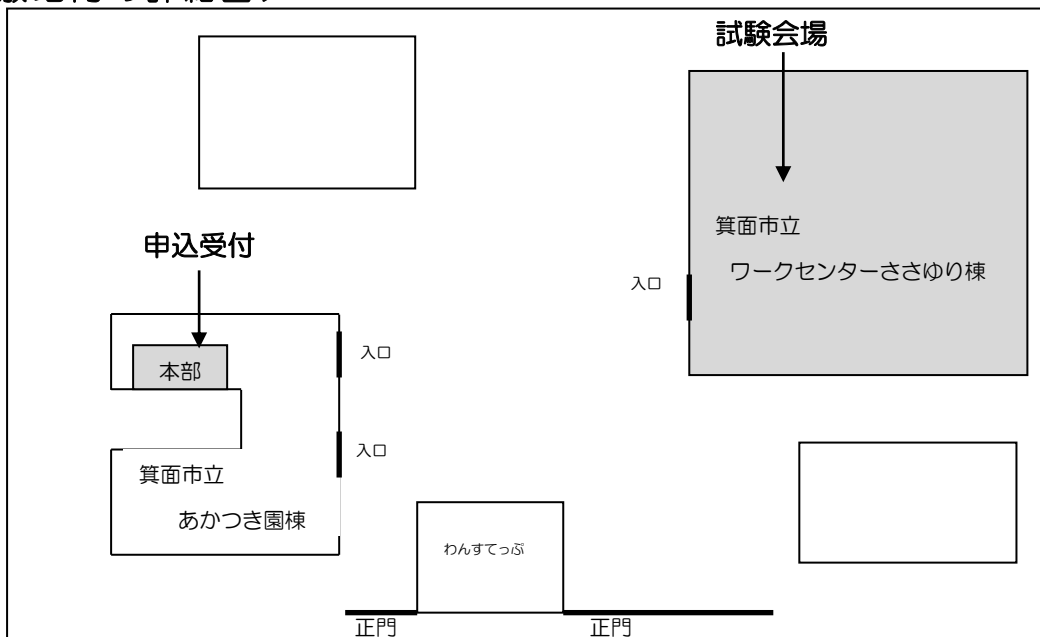 試験会場
箕面市立
ワークセンターささゆり棟
申込受付
入口
本部
入口
入口
箕面市立
あかつき園棟
わんすてっぷ
正門
正門